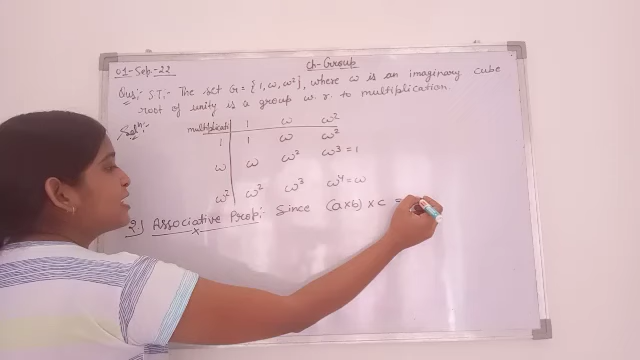 Ch-Group
01-Sep-22
Qus:- S.T.- The set G = {1, ω, ω²}, where ω is an imaginary cube
root of unity is a group w.r. to multiplication.
Solⁿ:-
multiplicati 1 ω ω²
1 1 ω ω²
ω ω ω² ω³ = 1
ω² ω² ω³ ω⁴ = ω
2) Associative Prop: Since (a×b) × c =
×